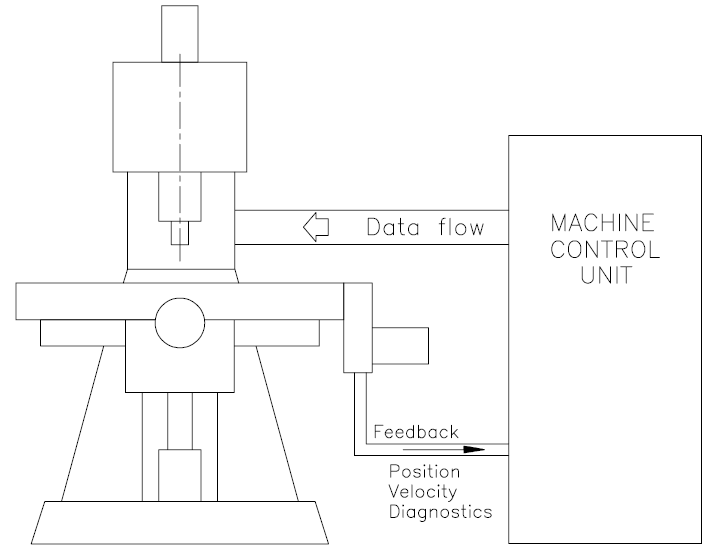 Data flow
MACHINE
CONTROL
UNIT
Feedback
Position
Velocity
Diagnostics